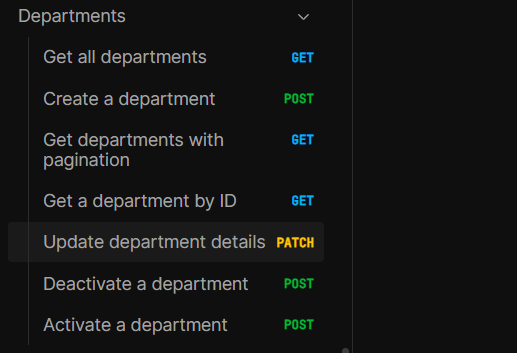 Departments
Get all departments GET
Create a department POST
Get departments with GET
pagination
Get a department by ID GET
Update department details PATCH
Deactivate a department POST
Activate a department POST